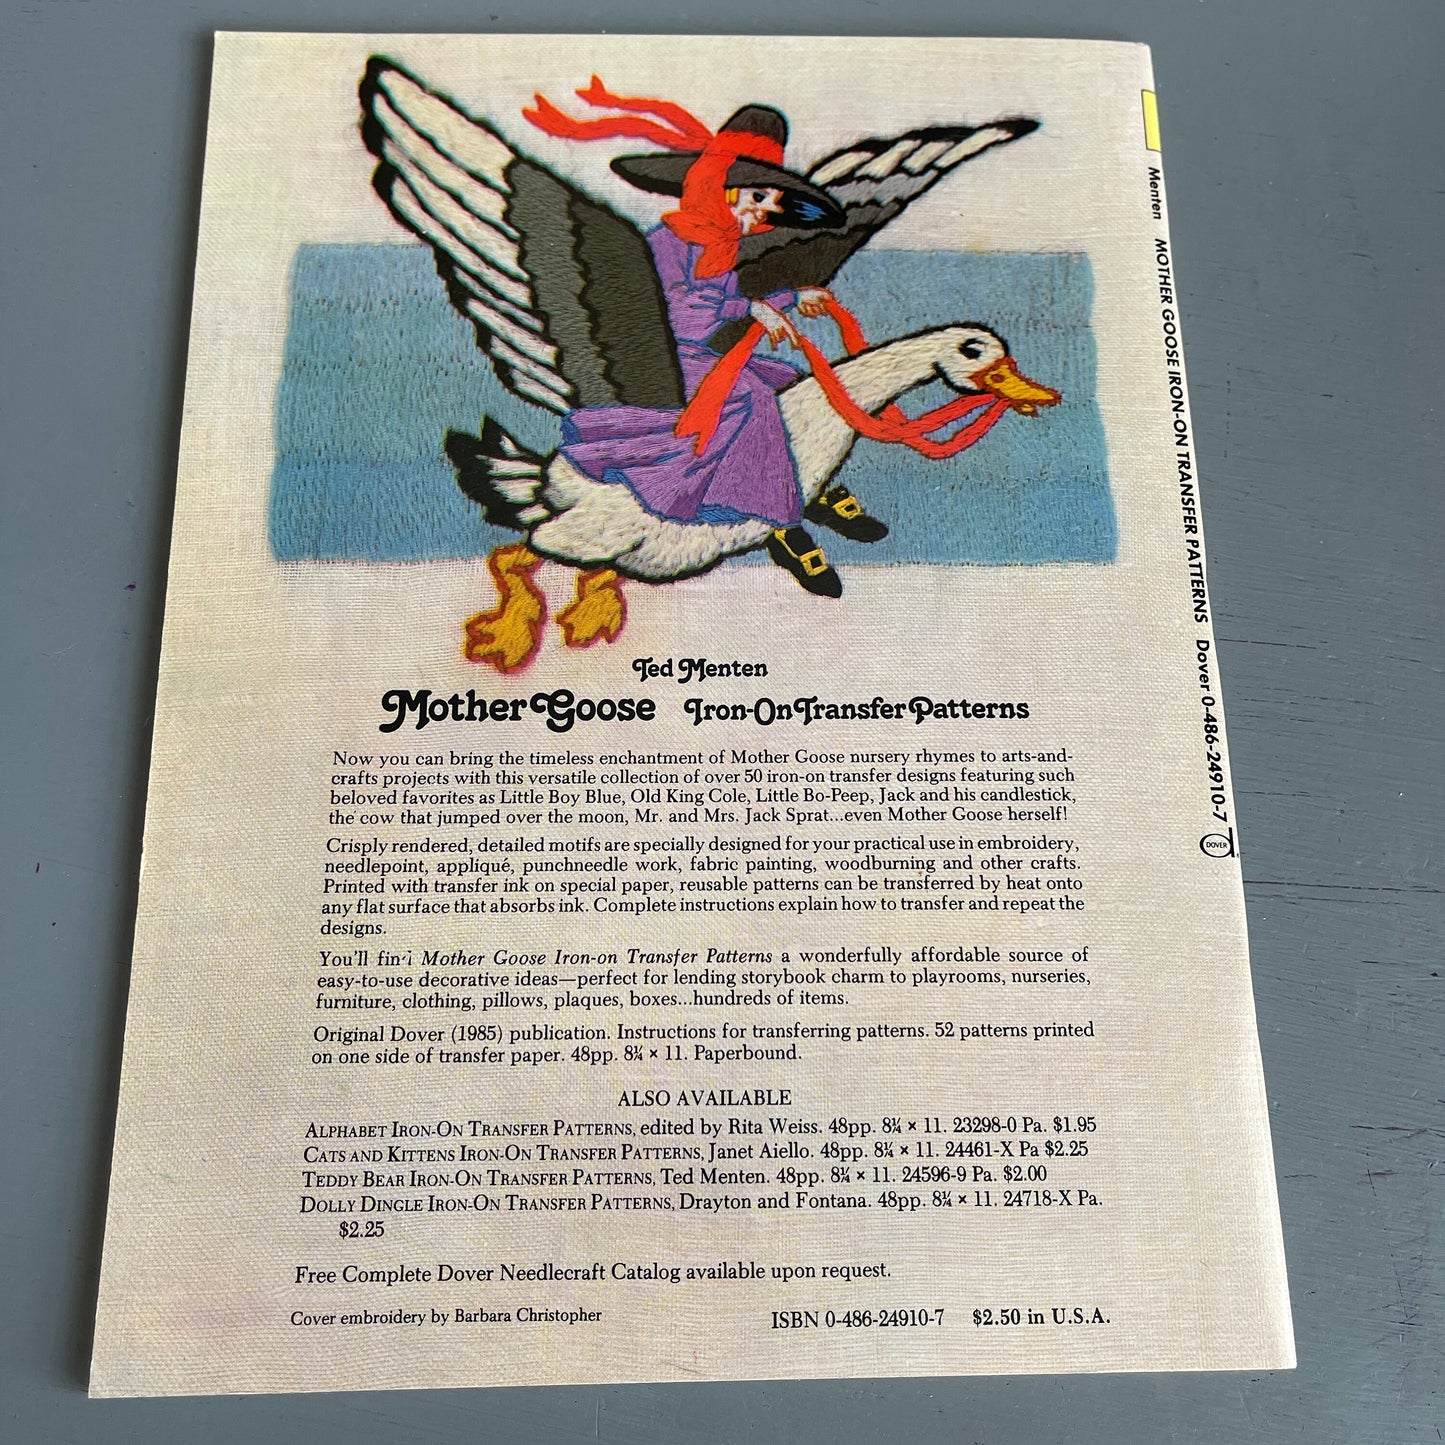 Ted Menten
Mother Goose Iron-On Transfer Patterns
Now you can bring the timeless enchantment of Mother Goose nursery rhymes to arts-and-
crafts projects with this versatile collection of over 50 iron-on transfer designs featuring such
beloved favorites as Little Boy Blue, Old King Cole, Little Bo-Peep, Jack and his candlestick,
the cow that jumped over the moon, Mr. and Mrs. Jack Sprat...even Mother Goose herself!
Crisply rendered, detailed motifs are specially designed for your practical use in embroidery,
needlepoint, appliqué, punchneedle work, fabric painting, woodburning and other crafts.
Printed with transfer ink on special paper, reusable patterns can be transferred by heat onto
any flat surface that absorbs ink. Complete instructions explain how to transfer and repeat the
designs.
You'll find Mother Goose Iron-on Transfer Patterns a wonderfully affordable source of
easy-to-use decorative ideas—perfect for lending storybook charm to playrooms, nurseries,
furniture, clothing, pillows, plaques, boxes...hundreds of items.
Original Dover (1985) publication. Instructions for transferring patterns. 52 patterns printed
on one side of transfer paper. 48pp. 8¼ × 11. Paperbound.
ALSO AVAILABLE
ALPHABET IRON-ON TRANSFER PATTERNS, edited by Rita Weiss. 48pp. 8¼ × 11. 23298-0 Pa. $1.95
CATS AND KITTENS IRON-ON TRANSFER PATTERNS, Janet Aiello. 48pp. 8¼ × 11. 24461-X Pa $2.25
TEDDY BEAR IRON-ON TRANSFER PATTERNS, Ted Menten. 48pp. 8¼ × 11. 24596-9 Pa. $2.00
DOLLY DINGLE IRON-ON TRANSFER PATTERNS, Drayton and Fontana. 48pp. 8¼ × 11. 24718-X Pa.
$2.25
Free Complete Dover Needlecraft Catalog available upon request.
Cover embroidery by Barbara Christopher
ISBN 0-486-24910-7 $2.50 in U.S.A.
Menten MOTHER GOOSE IRON-ON TRANSFER PATTERNS Dover 0-486-24910-7
DOVER